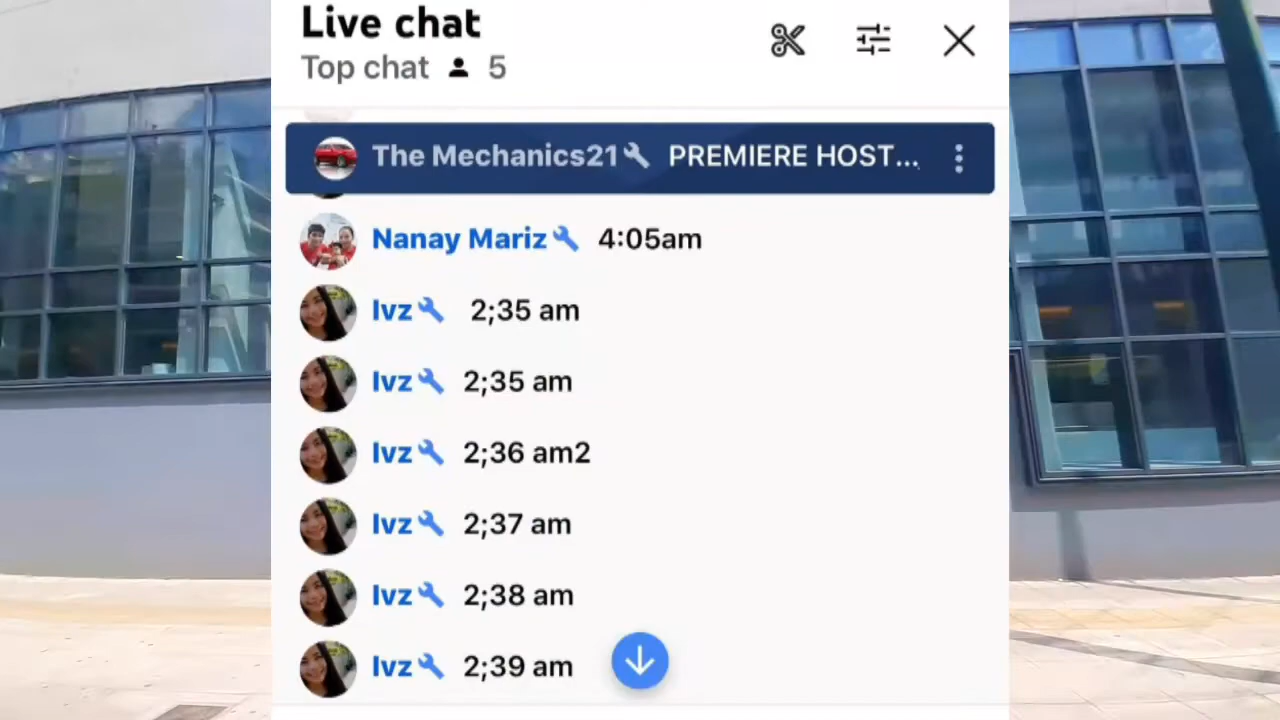 Live chat
Top chat 5
The Mechanics21 PREMIERE HOST...
Nanay Mariz 4:05am
Ivz 2;35 am
Ivz 2;35 am
Ivz 2;36 am2
Ivz 2;37 am
Ivz 2;38 am
Ivz 2;39 am